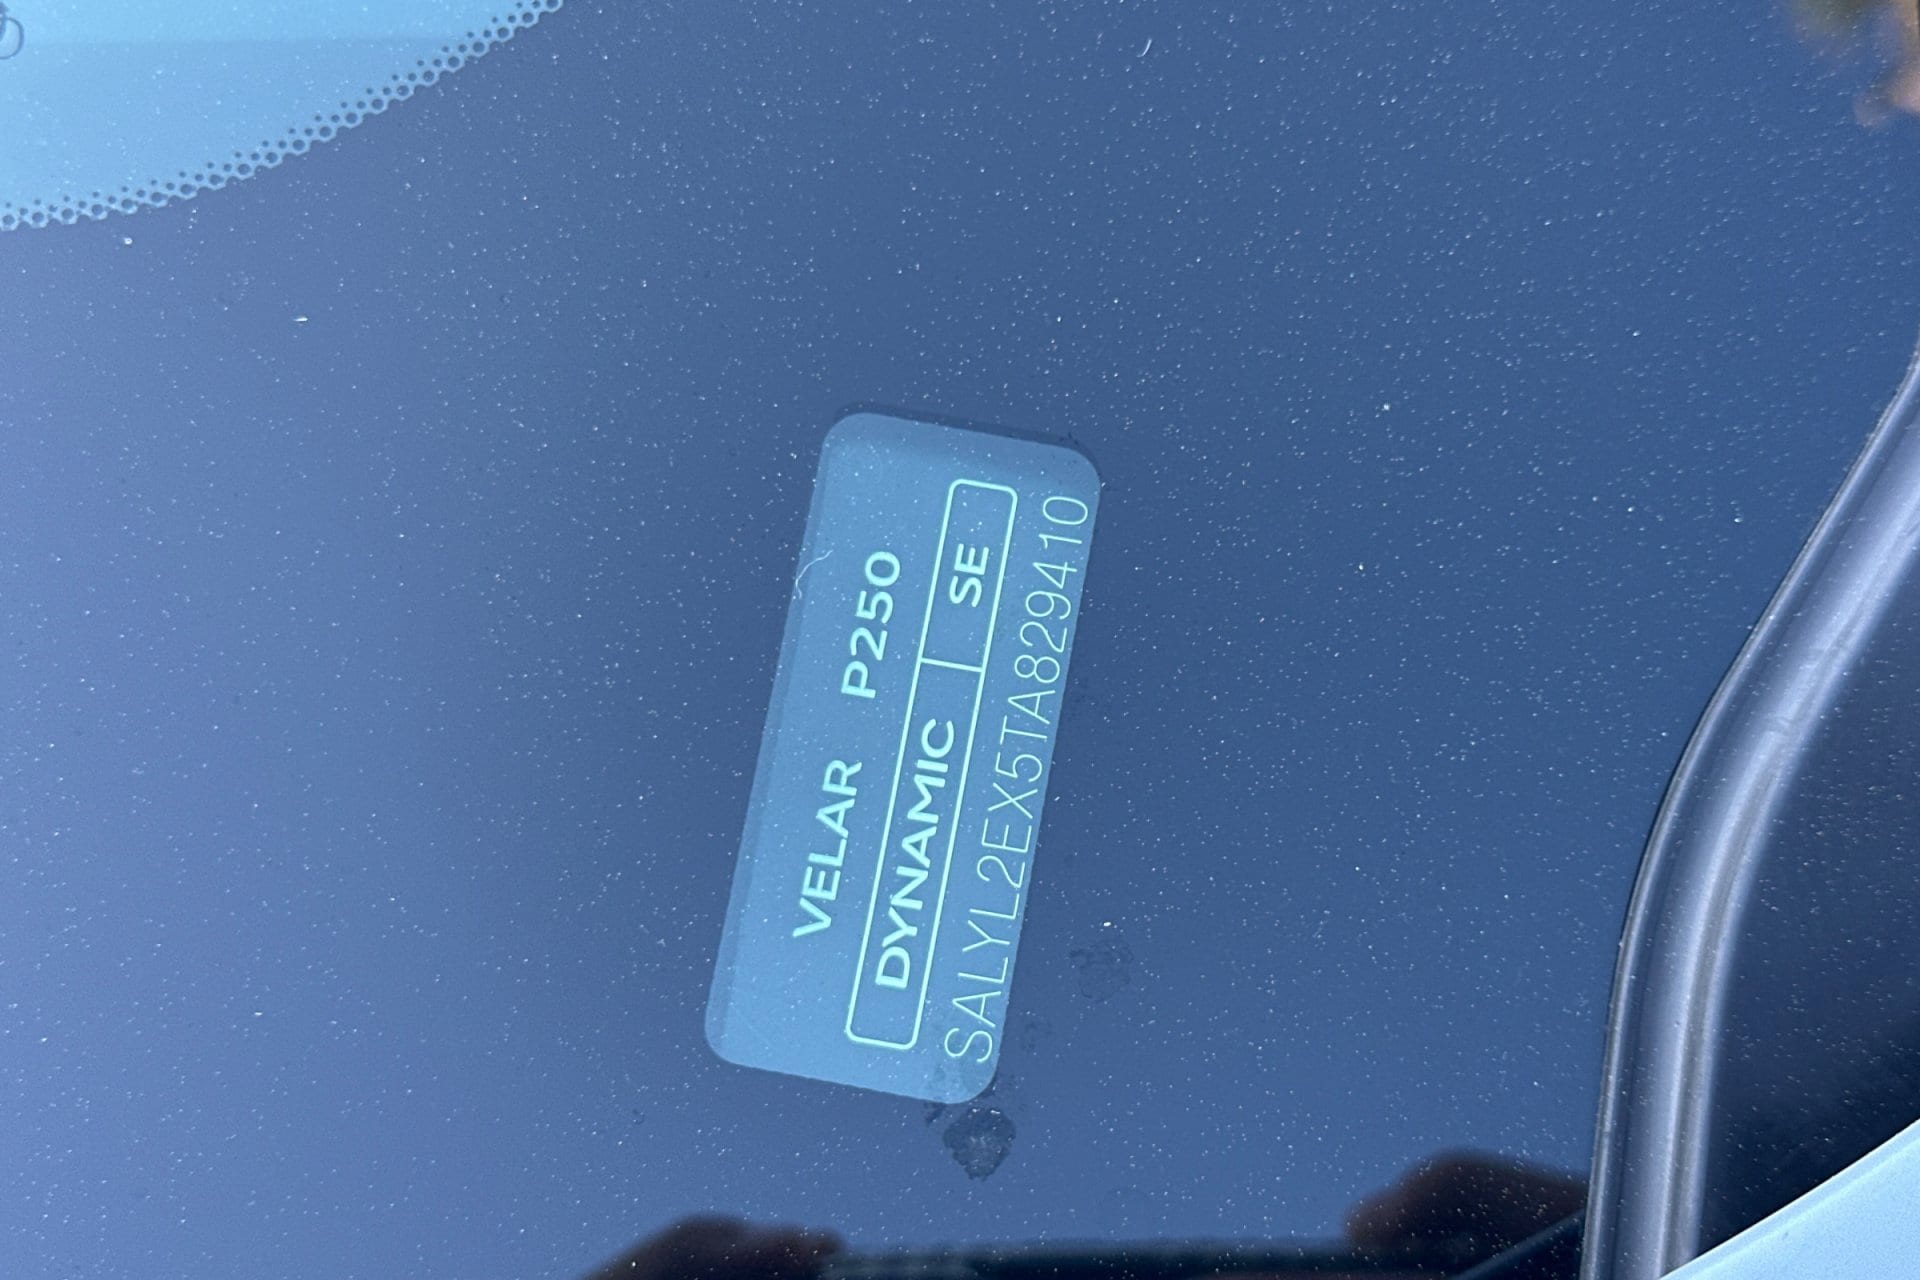 VELAR P250
DYNAMIC SE
SALYL2EX5TA829410